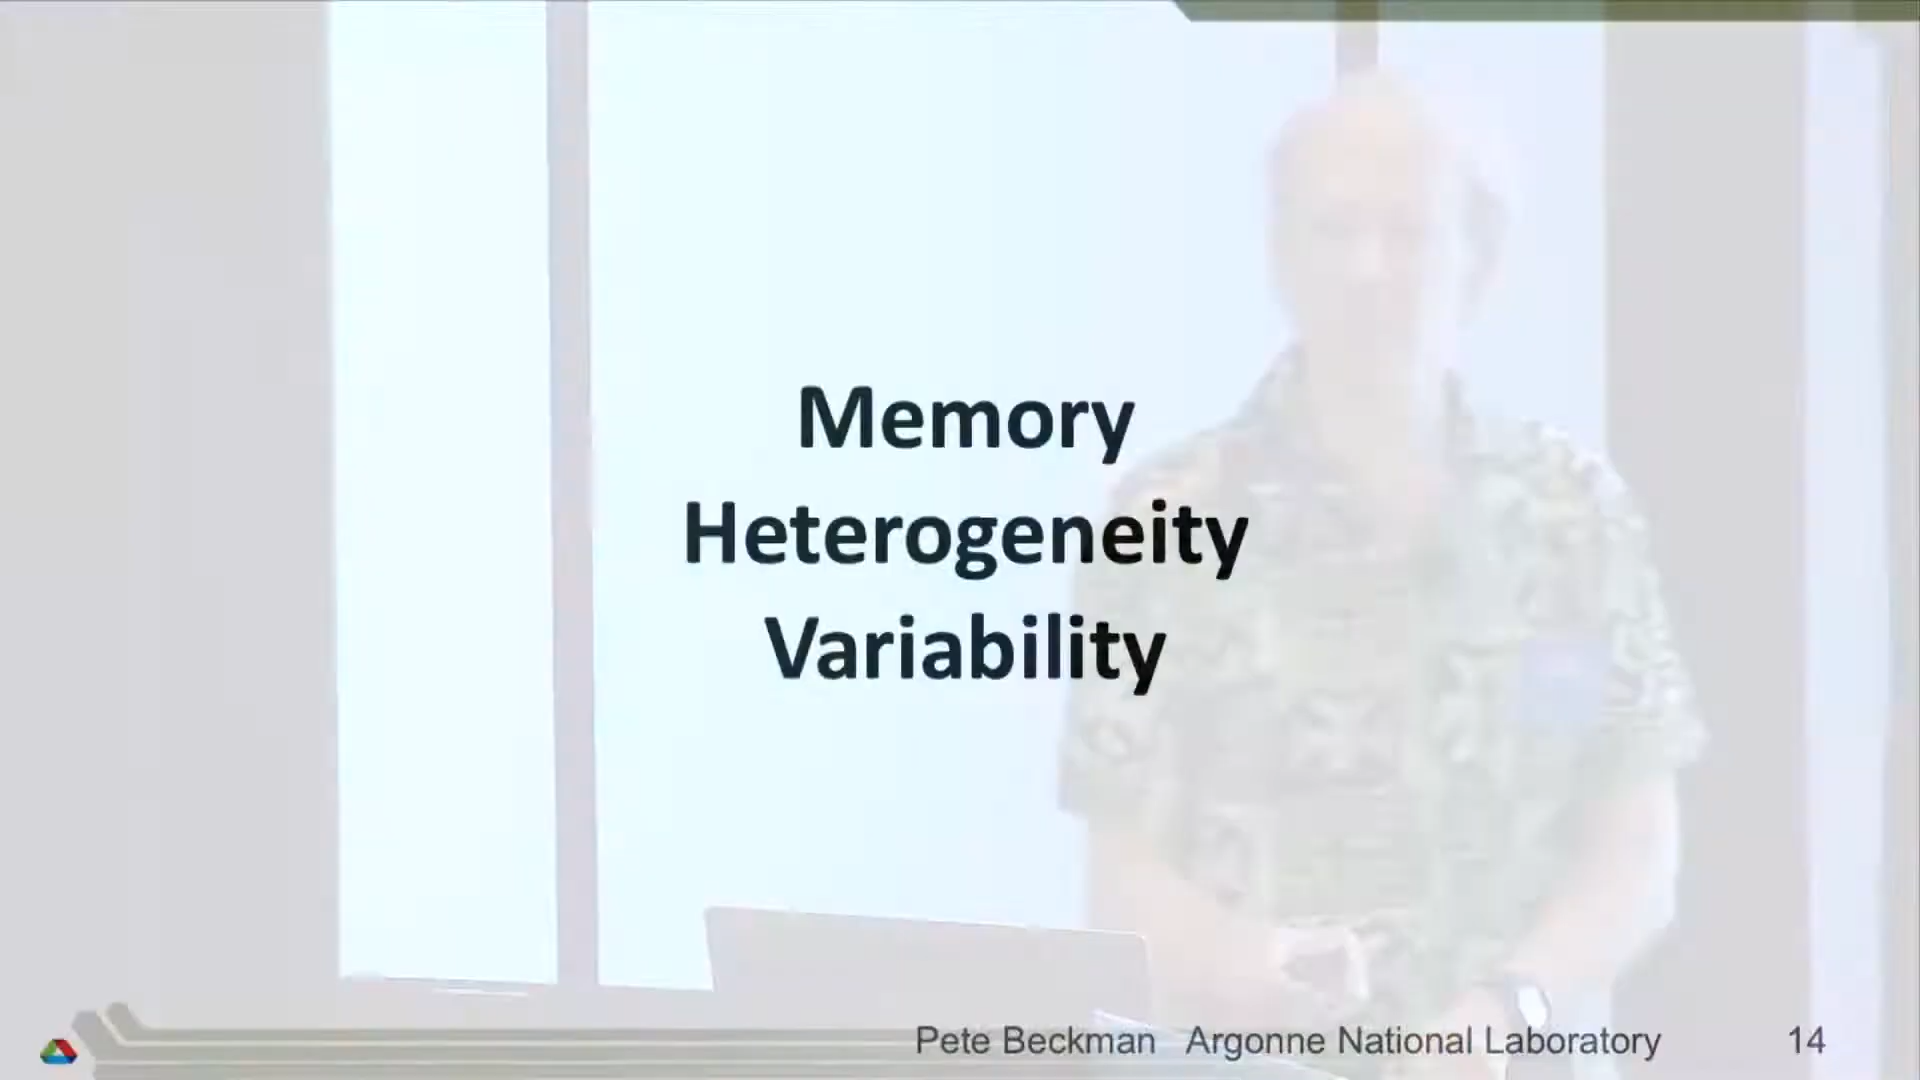 Memory
Heterogeneity
Variability
Pete Beckman Argonne National Laboratory 14